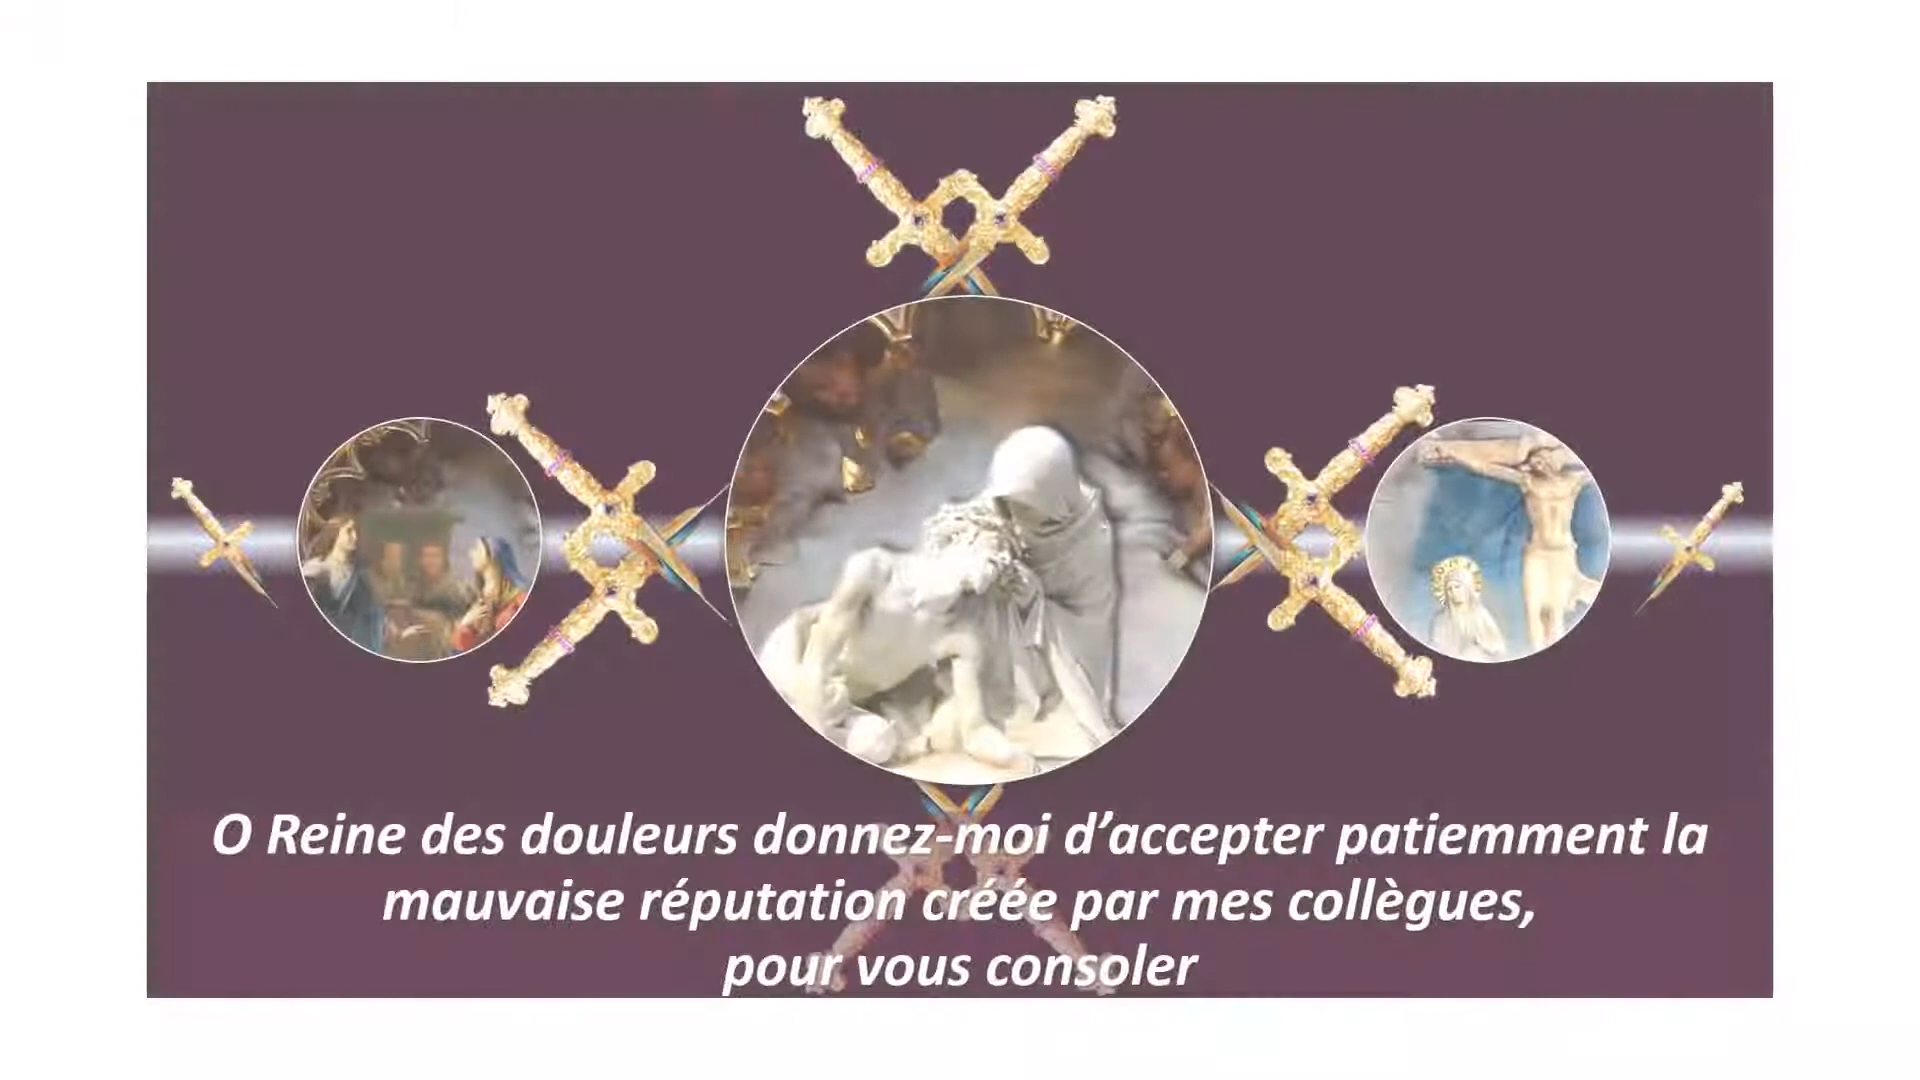 O Reine des douleurs donnez-moi d’accepter patiemment la
mauvaise réputation créée par mes collègues,
pour vous consoler